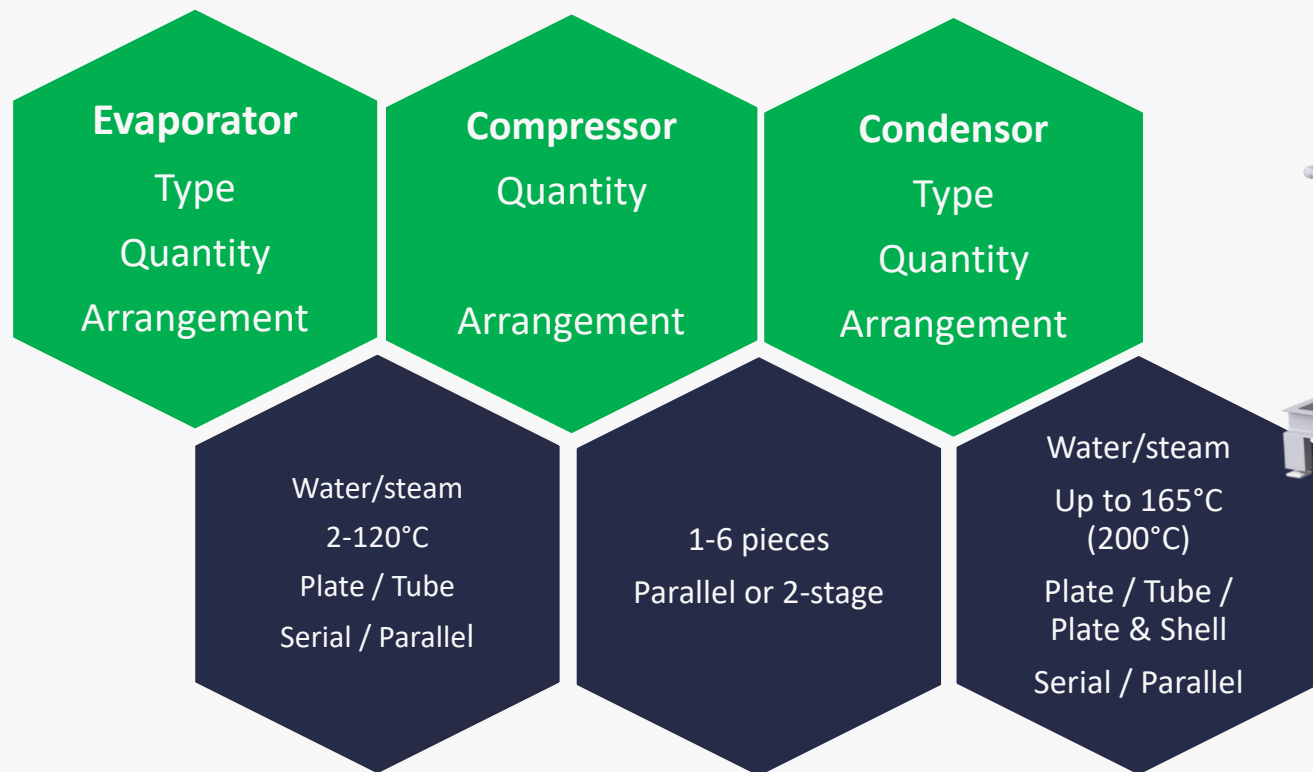 Evaporator
Type
Quantity
Arrangement
Compressor
Quantity
Arrangement
Condensor
Type
Quantity
Arrangement
Water/steam
2-120°C
Plate / Tube
Serial / Parallel
1-6 pieces
Parallel or 2-stage
Water/steam
Up to 165°C
(200°C)
Plate / Tube /
Plate & Shell
Serial / Parallel